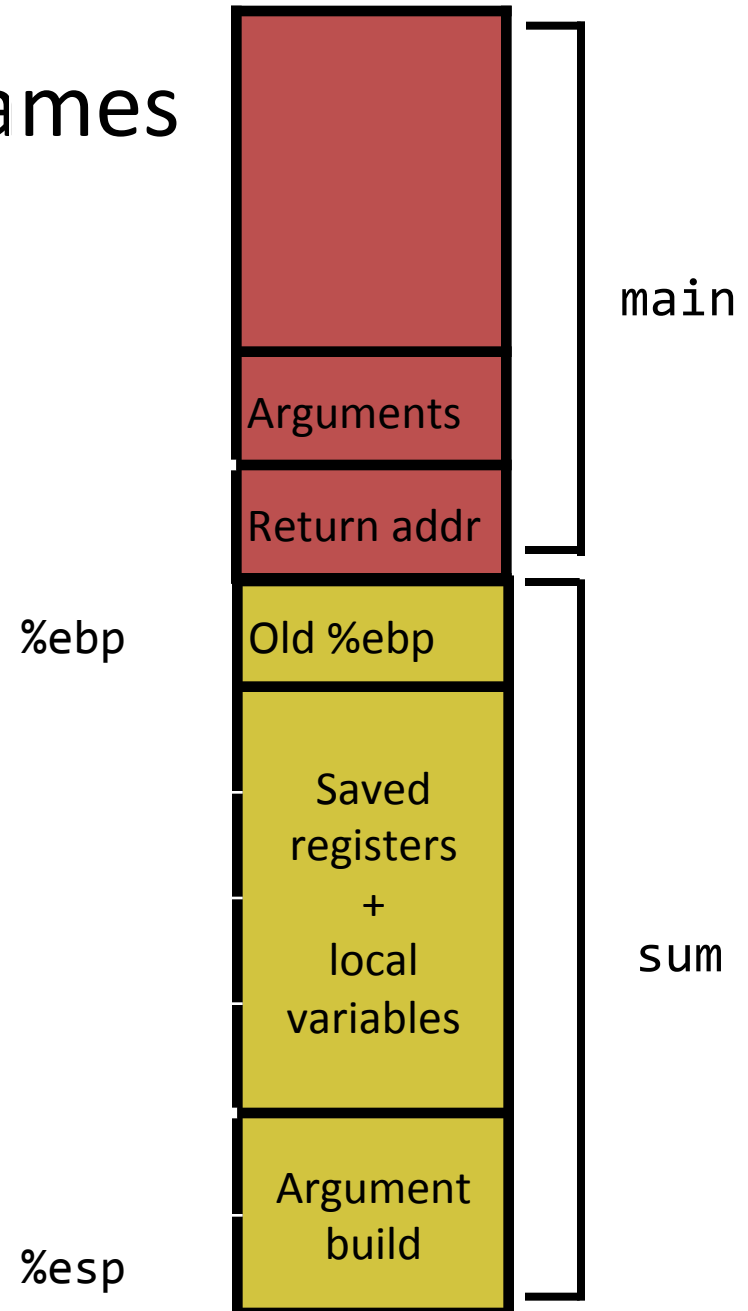 ames
main
Arguments
Return addr
%ebp
Old %ebp
Saved
registers
+
local
variables
sum
Argument
build
%esp